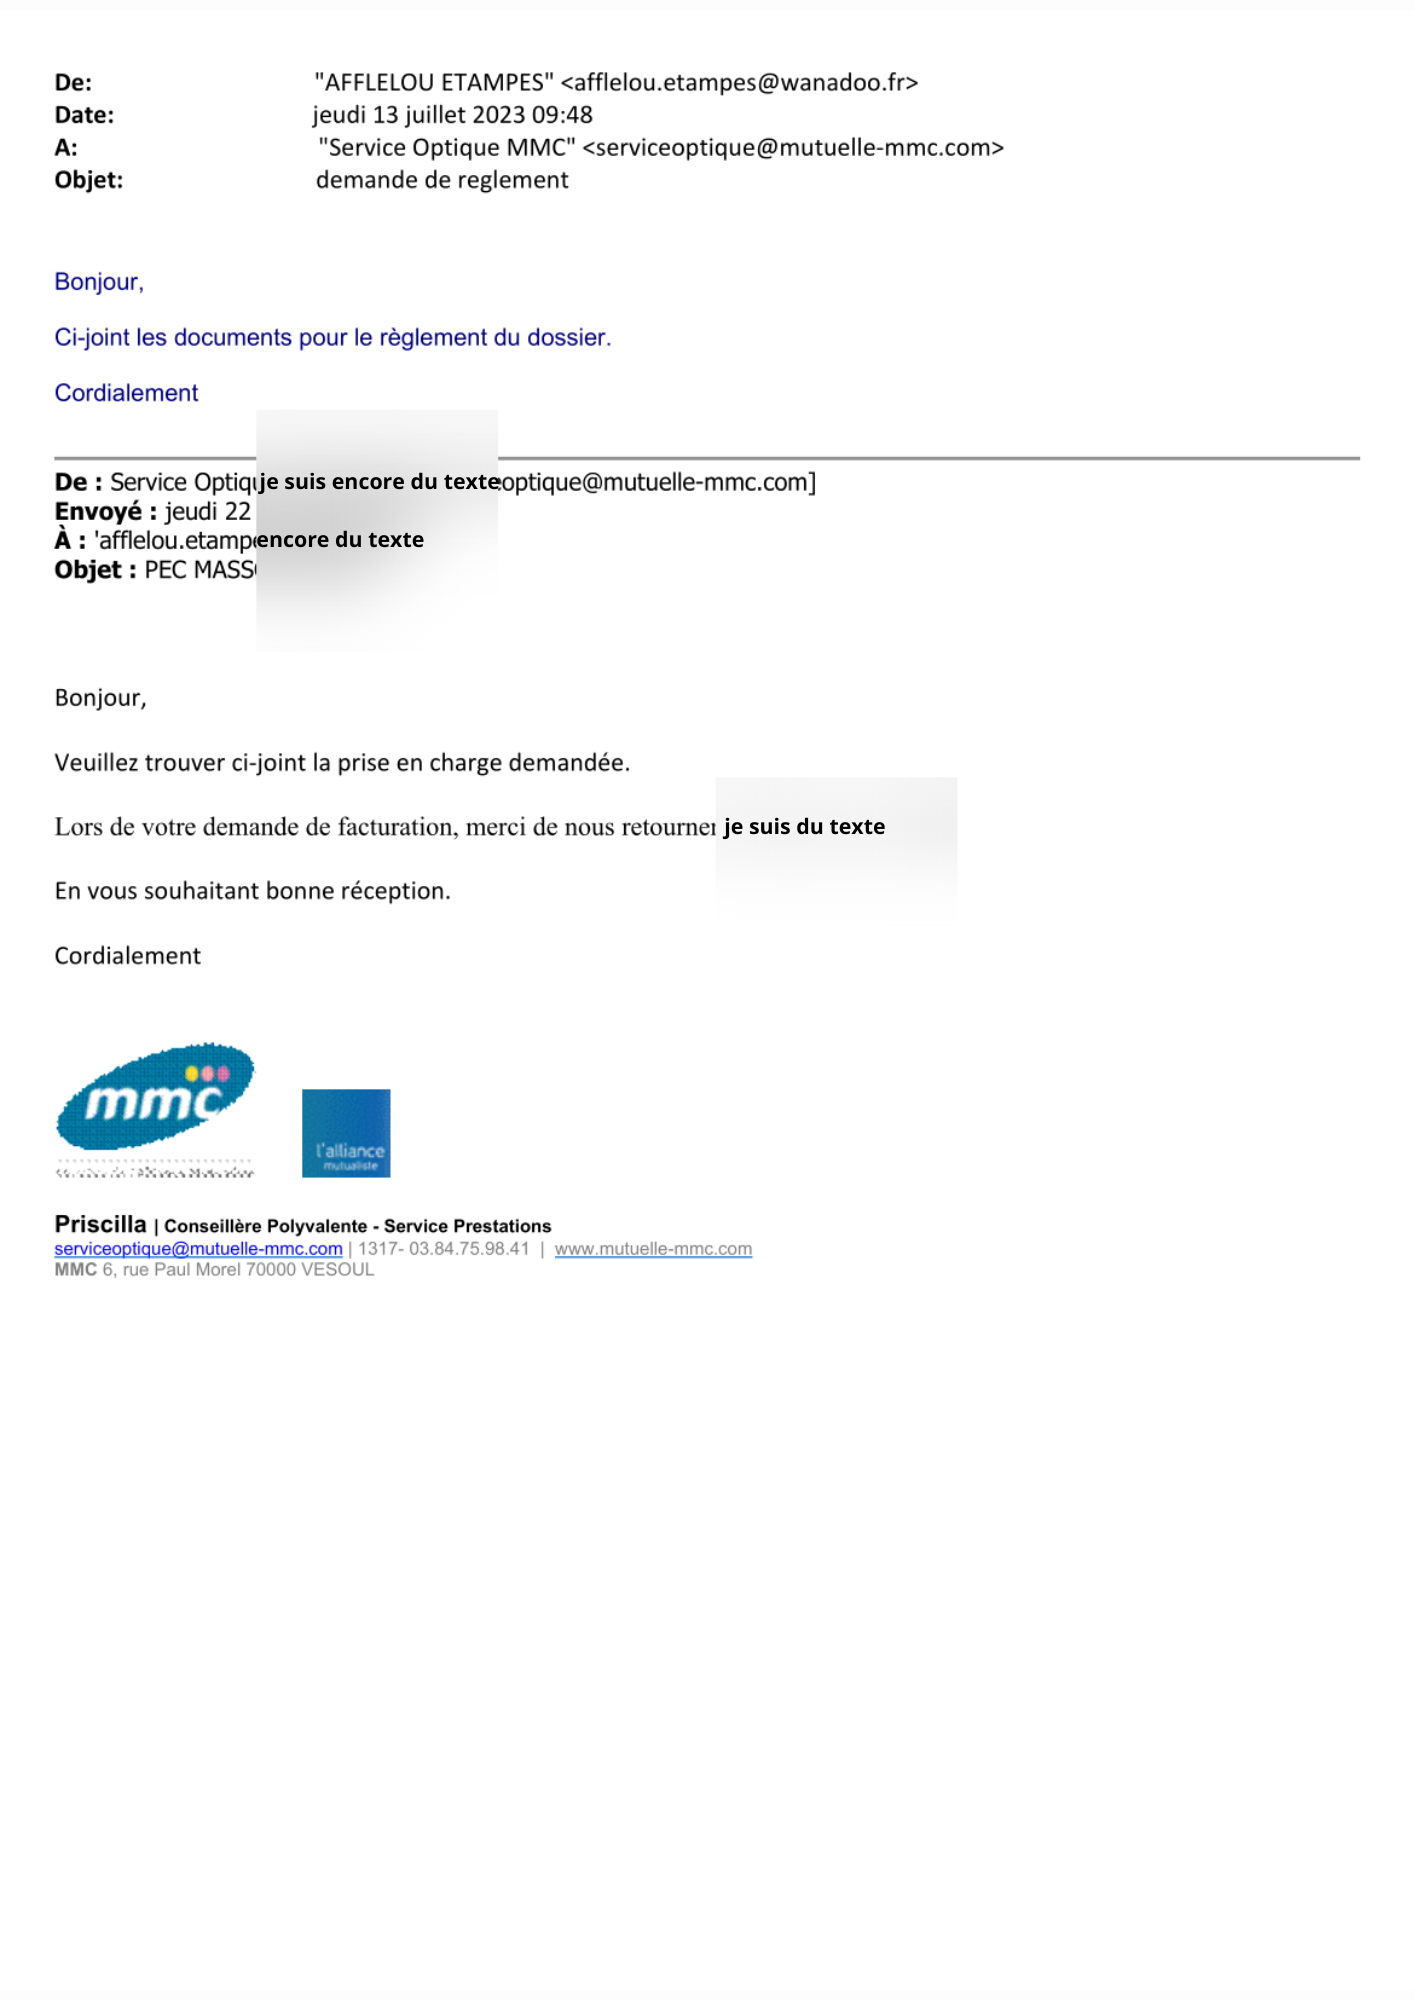 De: "AFFLELOU ETAMPES" <afflelou.etampes@wanadoo.fr>
Date: jeudi 13 juillet 2023 09:48
A: "Service Optique MMC" <serviceoptique@mutuelle-mmc.com>
Objet: demande de reglement
Bonjour,
Ci-joint les documents pour le règlement du dossier.
Cordialement
De : Service Optiqu je suis encore du texte optique@mutuelle-mmc.com]
Envoyé : jeudi 22
À : 'afflelou.etampe encore du texte
Objet : PEC MASS
Bonjour,
Veuillez trouver ci-joint la prise en charge demandée.
Lors de votre demande de facturation, merci de nous retourner je suis du texte
En vous souhaitant bonne réception.
Cordialement
mmc
l'alliance
mutualiste
Priscilla | Conseillère Polyvalente - Service Prestations
serviceoptique@mutuelle-mmc.com | 1317- 03.84.75.98.41 | www.mutuelle-mmc.com
MMC 6, rue Paul Morel 70000 VESOUL